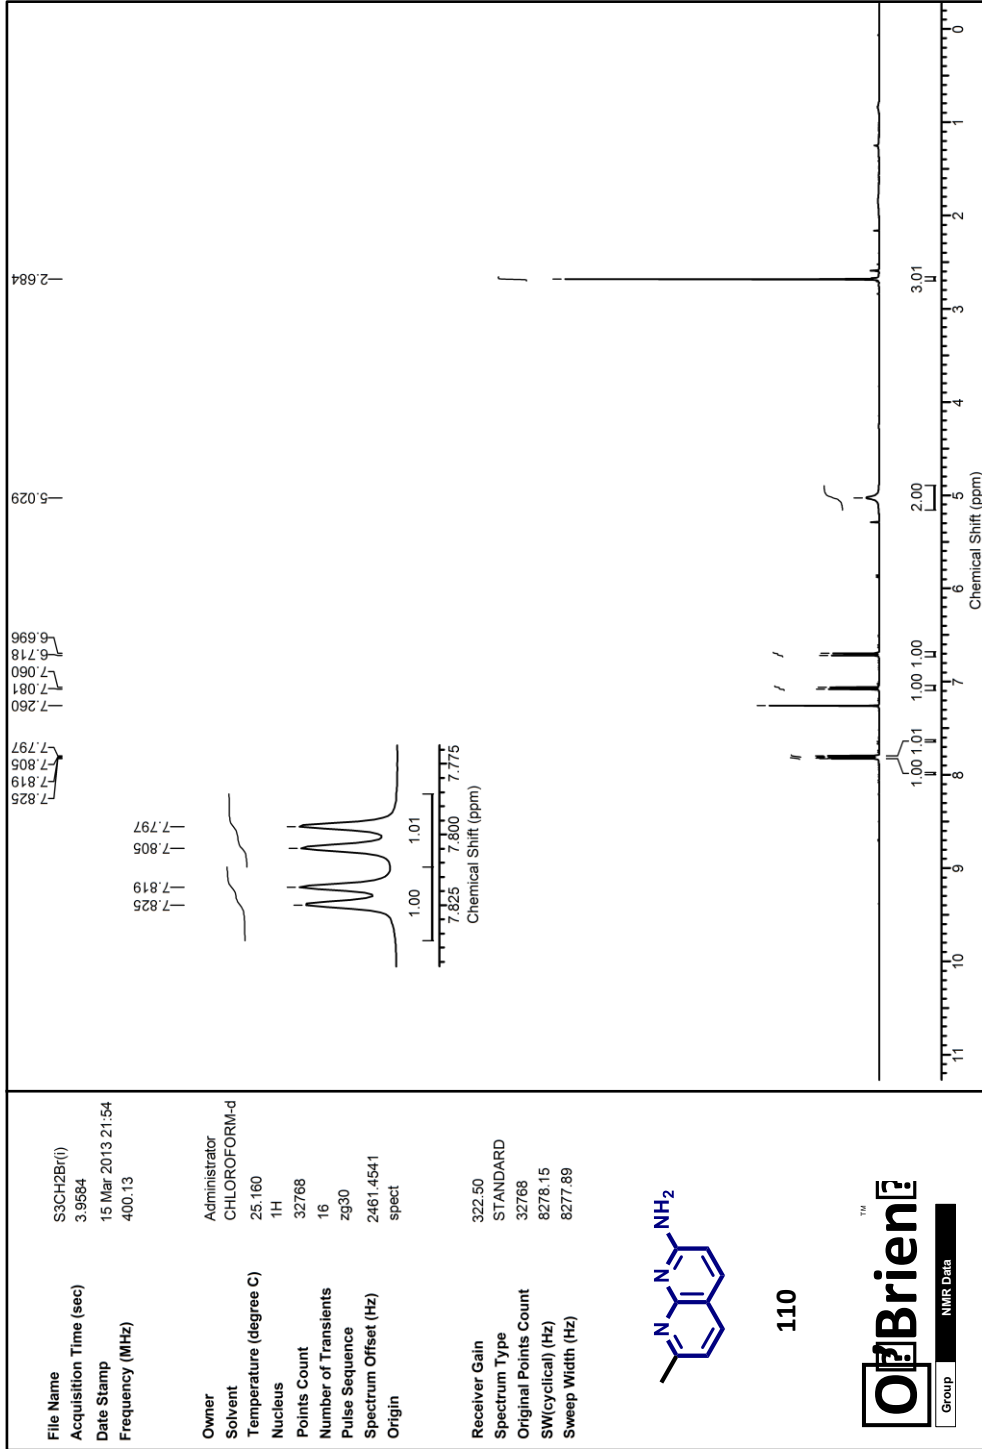 File Name S3CH2Br(i)
Acquisition Time (sec) 3.9584
Date Stamp 15 Mar 2013 21:54
Frequency (MHz) 400.13
Owner Administrator
Solvent CHLOROFORM-d
Temperature (degree C) 25.160
Nucleus 1H
Points Count 32768
Number of Transients 16
Pulse Sequence zg30
Spectrum Offset (Hz) 2461.4541
Origin spect
Receiver Gain 322.50
Spectrum Type STANDARD
Original Points Count 32768
SW(cyclical) (Hz) 8278.15
Sweep Width (Hz) 8277.89
N N NH2
110
O?'Brien? TM
Group NMR Data
7.825 7.819 7.805 7.797 7.260 7.081 7.060 6.718 6.696 5.029 2.684
7.825 7.819 7.805 7.797
1.00 1.01
7.825 7.800 7.775
Chemical Shift (ppm)
1.00 1.01 1.00 1.00 2.00 3.01
11 10 9 8 7 6 5 4 3 2 1 0
Chemical Shift (ppm)